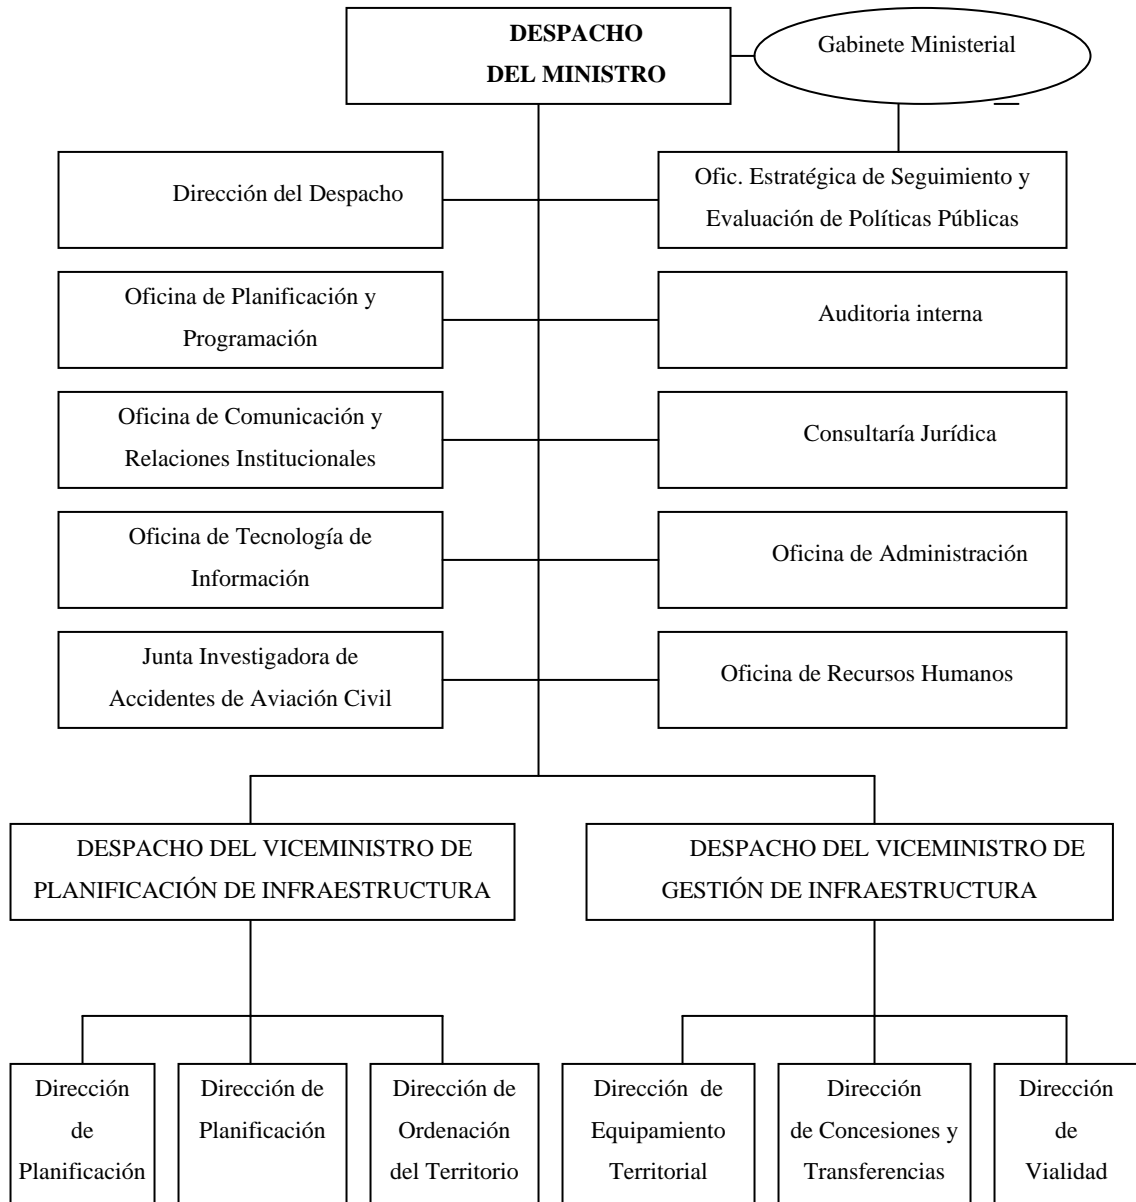 DESPACHO
DEL MINISTRO
Gabinete Ministerial
Dirección del Despacho
Ofic. Estratégica de Seguimiento y
Evaluación de Políticas Públicas
Oficina de Planificación y
Programación
Auditoria interna
Oficina de Comunicación y
Relaciones Institucionales
Consultaría Jurídica
Oficina de Tecnología de
Información
Oficina de Administración
Junta Investigadora de
Accidentes de Aviación Civil
Oficina de Recursos Humanos
DESPACHO DEL VICEMINISTRO DE
PLANIFICACIÓN DE INFRAESTRUCTURA
DESPACHO DEL VICEMINISTRO DE
GESTIÓN DE INFRAESTRUCTURA
Dirección
de
Planificación
Dirección de
Planificación
Dirección de
Ordenación
del Territorio
Dirección de
Equipamiento
Territorial
Dirección
de Concesiones y
Transferencias
Dirección
de
Vialidad